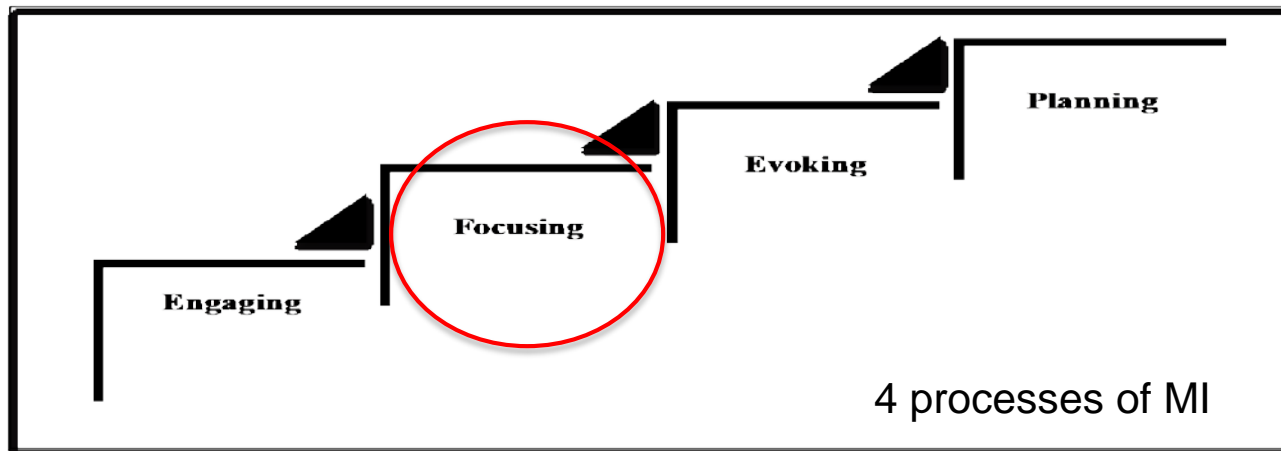 Planning
Evoking
Focusing
Engaging
4 processes of MI